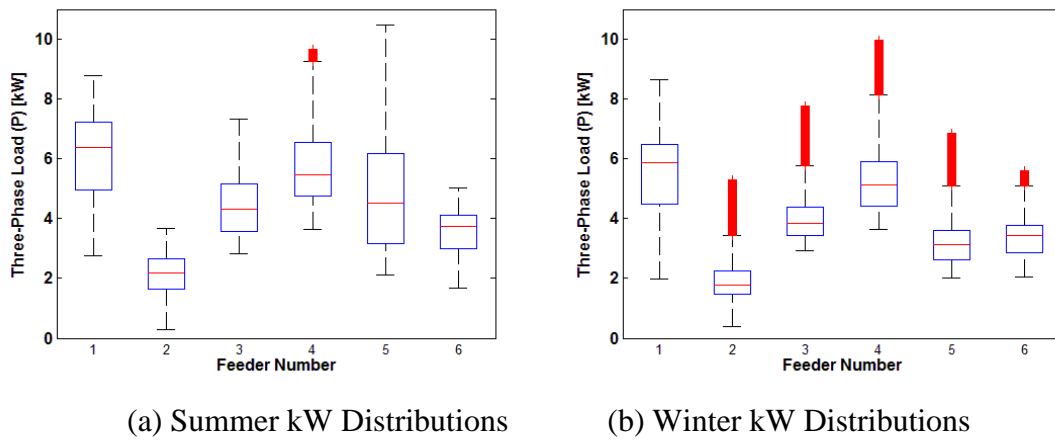 Three-Phase Load (P) [kW]
10
8
6
4
2
0
1 2 3 4 5 6
Feeder Number
(a) Summer kW Distributions
Three-Phase Load (P) [kW]
10
8
6
4
2
0
1 2 3 4 5 6
Feeder Number
(b) Winter kW Distributions